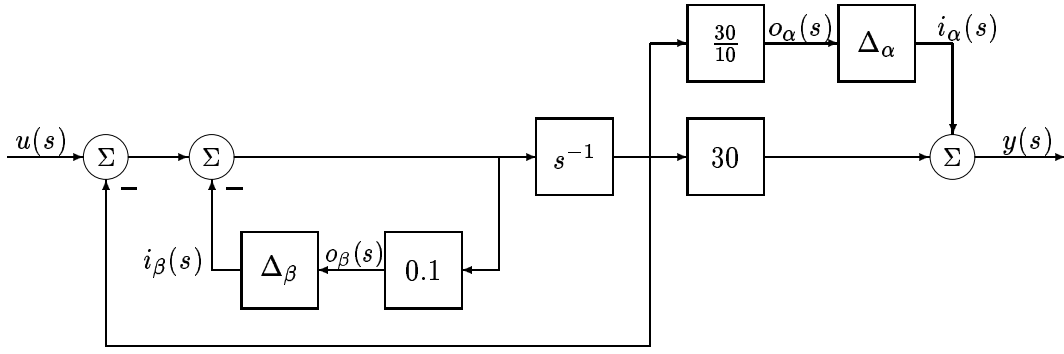 30/10
o_α(s)
Δ_α
i_α(s)
u(s)
Σ
Σ
s⁻¹
30
Σ
y(s)
−
−
i_β(s)
Δ_β
o_β(s)
0.1